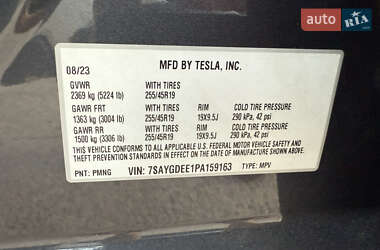 auto RIA.com
MFD BY TESLA, INC.
08/23
GVWR WITH TIRES
2369 kg (5224 lb) 255/45R19
GAWR FRT WITH TIRES RIM COLD TIRE PRESSURE
1363 kg (3004 lb) 255/45R19 19X9.5J 290 kPa, 42 psi
GAWR RR WITH TIRES RIM COLD TIRE PRESSURE
1500 kg (3306 lb) 255/45R19 19X9.5J 290 kPa, 42 psi
THIS VEHICLE CONFORMS TO ALL APPLICABLE U.S.
FEDERAL MOTOR VEHICLE SAFETY AND BUMPER
STANDARDS IN EFFECT ON THE DATE OF MANUFACTURE
SHOWN ABOVE.
PNT: PMNG VIN: 7SAYGDEE1PA159163 TYPE: MPV